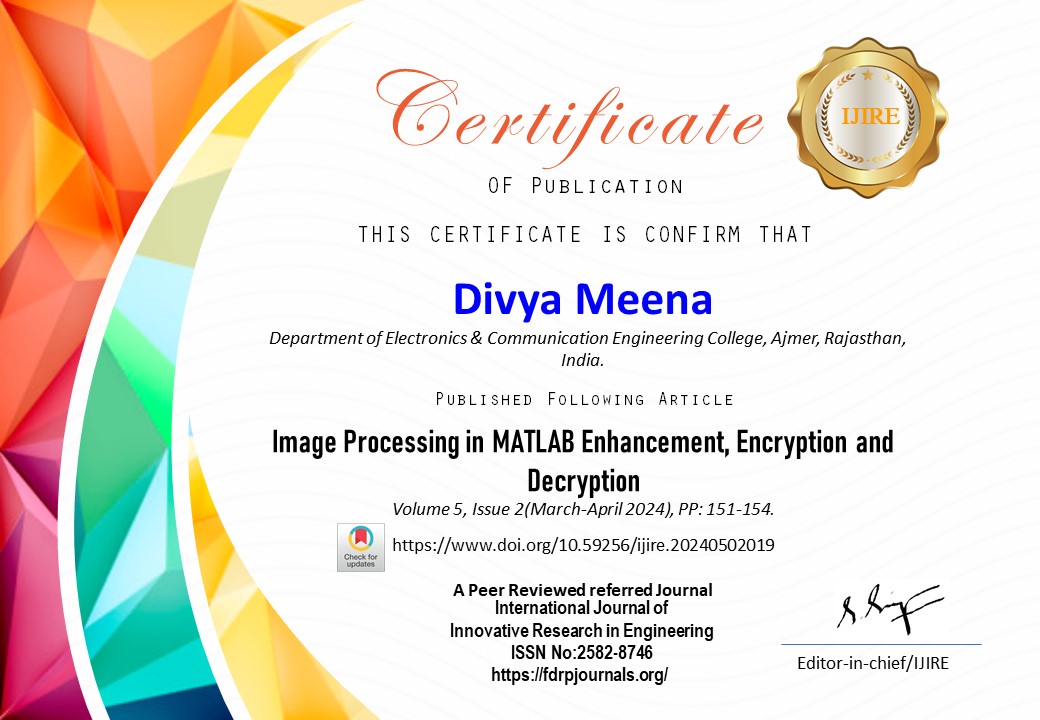 Certificate
IJIRE
OF PUBLICATION
THIS CERTIFICATE IS CONFIRM THAT
Divya Meena
Department of Electronics & Communication Engineering College, Ajmer, Rajasthan,
India.
PUBLISHED FOLLOWING ARTICLE
Image Processing in MATLAB Enhancement, Encryption and
Decryption
Volume 5, Issue 2(March-April 2024), PP: 151-154.
Check for
updates
https://www.doi.org/10.59256/ijire.20240502019
A Peer Reviewed referred Journal
International Journal of
Innovative Research in Engineering
ISSN No:2582-8746
https://fdrpjournals.org/
Editor-in-chief/IJIRE